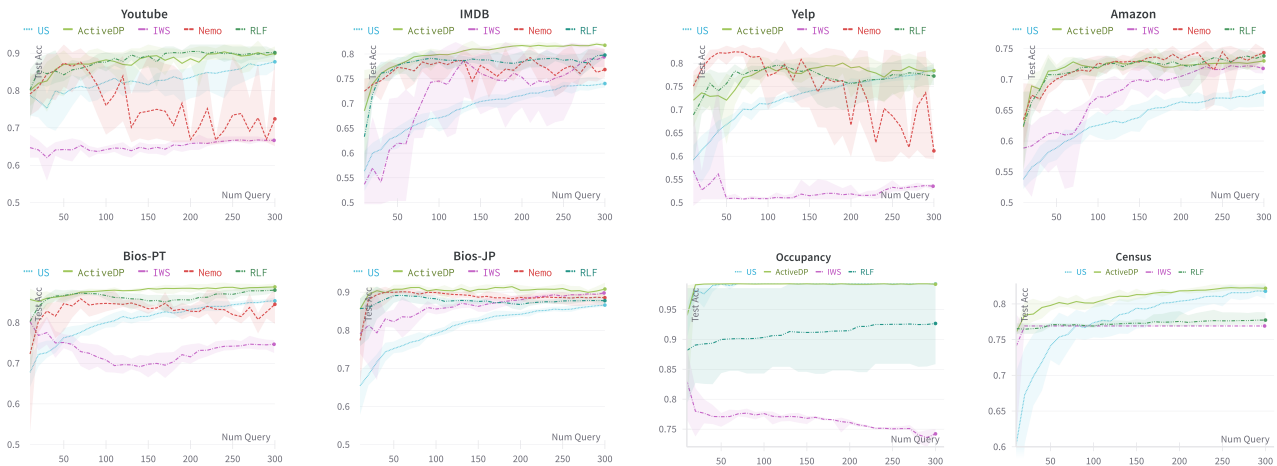 Youtube
US ActiveDP IWS Nemo RLF
Test Acc
0.9
0.8
0.7
0.6
0.5
Num Query
50 100 150 200 250 300
IMDB
US ActiveDP IWS Nemo RLF
Test Acc
0.8
0.75
0.7
0.65
0.6
0.55
0.5
Num Query
50 100 150 200 250 300
Yelp
US ActiveDP IWS Nemo RLF
Test Acc
0.8
0.75
0.7
0.65
0.6
0.55
0.5
Num Query
50 100 150 200 250 300
Amazon
US ActiveDP IWS Nemo RLF
Test Acc
0.75
0.7
0.65
0.6
0.55
0.5
Num Query
50 100 150 200 250 300
Bios-PT
US ActiveDP IWS Nemo RLF
Test Acc
0.8
0.7
0.6
0.5
Num Query
50 100 150 200 250 300
Bios-JP
US ActiveDP IWS Nemo RLF
Test Acc
0.9
0.8
0.7
0.6
0.5
Num Query
50 100 150 200 250 300
Occupancy
US ActiveDP IWS RLF
Test Acc
0.95
0.9
0.85
0.8
0.75
Num Query
50 100 150 200 250 300
Census
US ActiveDP IWS RLF
Test Acc
0.8
0.75
0.7
0.65
0.6
Num Query
50 100 150 200 250 300